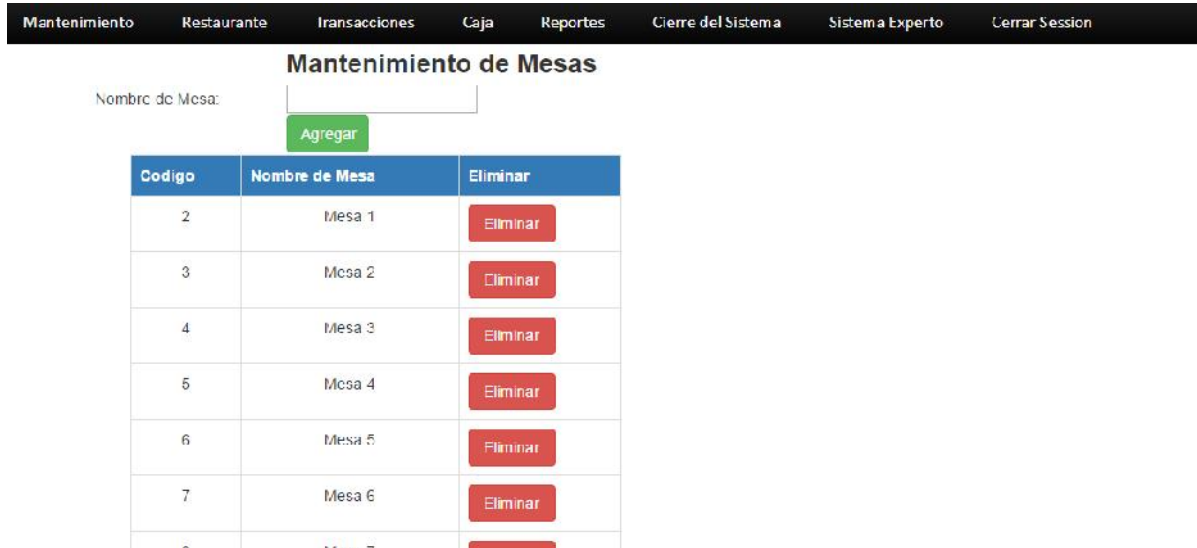 Mantenimiento Restaurante Transacciones Caja Reportes Cierre del Sistema Sistema Experto Cerrar Session
Mantenimiento de Mesas
Nombre de Mesa:
Agregar
Codigo Nombre de Mesa Eliminar
2 Mesa 1 Eliminar
3 Mesa 2 Eliminar
4 Mesa 3 Eliminar
5 Mesa 4 Eliminar
6 Mesa 5 Eliminar
7 Mesa 6 Eliminar